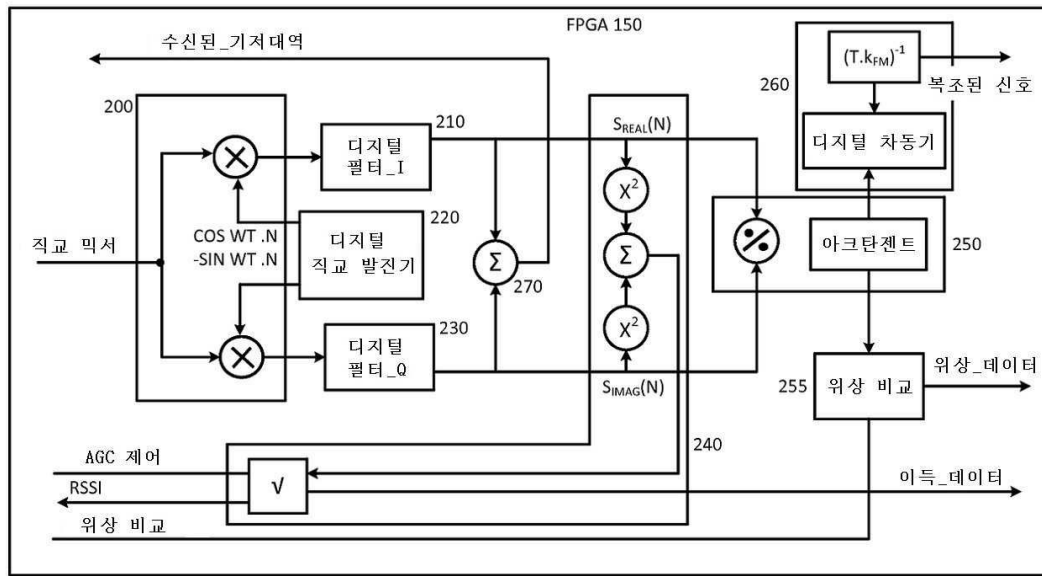 FPGA 150
수신된_기저대역
(T.k_FM)⁻¹
260
복조된 신호
200
210
S_REAL(N)
디지털
필터_I
디지털 차동기
X²
220
직교 믹서
COS WT .N
-SIN WT .N
디지털
직교 발진기
Σ
270
Σ
%
아크탄젠트
250
230
X²
디지털
필터_Q
S_IMAG(N)
255
위상 비교
위상_데이터
240
AGC 제어
RSSI
√
이득_데이터
위상 비교